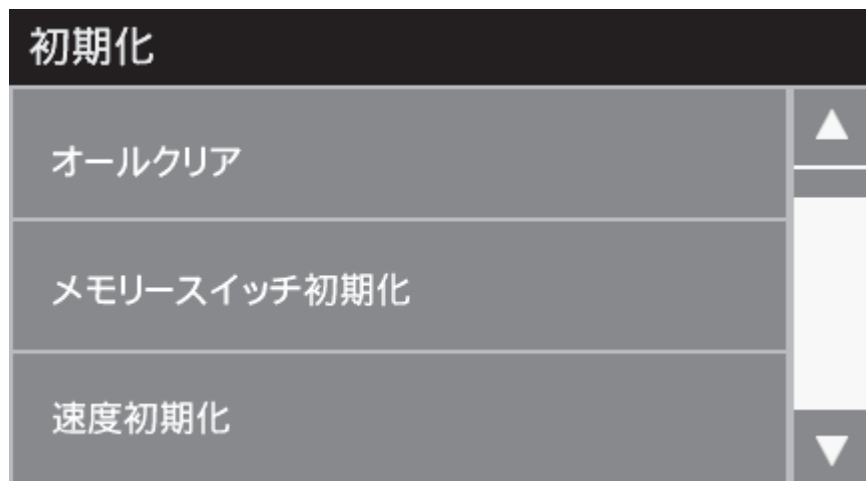 初期化
オールクリア
▲
メモリースイッチ初期化
速度初期化
▼